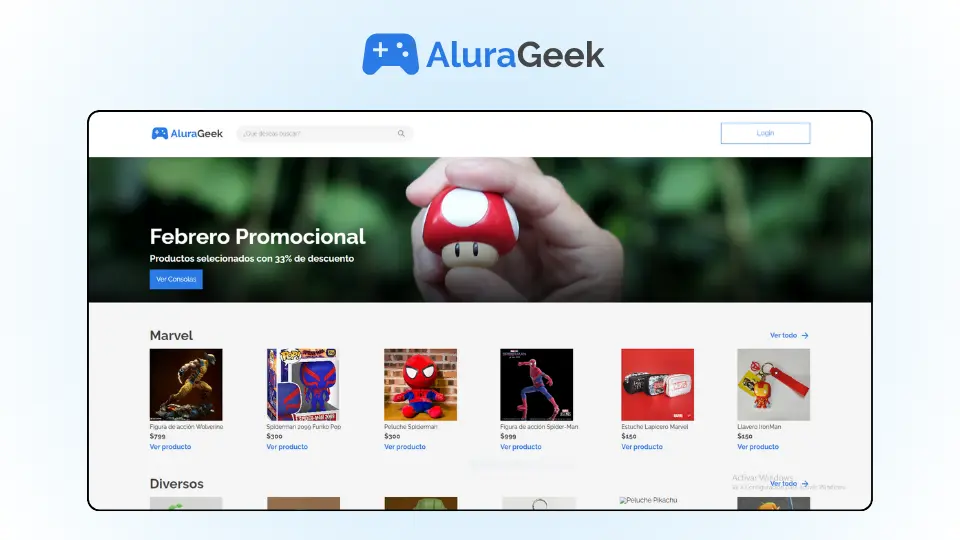 AluraGeek
AluraGeek
¿Qué deseas buscar?
Login
Febrero Promocional
Productos selecionados con 33% de descuento
Ver Consolas
Marvel
Ver todo
Figura de acción Wolverine
$799
Ver producto
Spiderman 2099 Funko Pop
$300
Ver producto
Peluche Spiderman
$300
Ver producto
Figura de acción Spider-Man
$999
Ver producto
Estuche Lapicero Marvel
$150
Ver producto
Llavero IronMan
$150
Ver producto
Diversos
Activar Windows
Ver todo
Peluche Pikachu